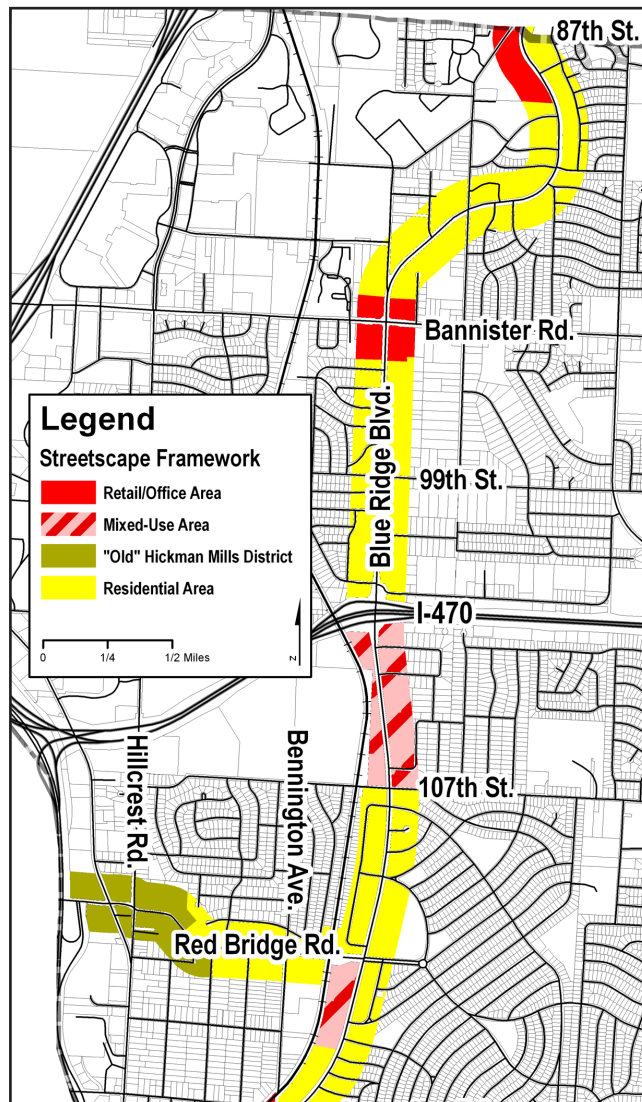 87th St.
Bannister Rd.
Blue Ridge Blvd.
99th St.
Legend
Streetscape Framework
Retail/Office Area
Mixed-Use Area
"Old" Hickman Mills District
Residential Area
0 1/4 1/2 Miles
N
I-470
107th St.
Hillcrest Rd.
Bennington Ave.
Red Bridge Rd.